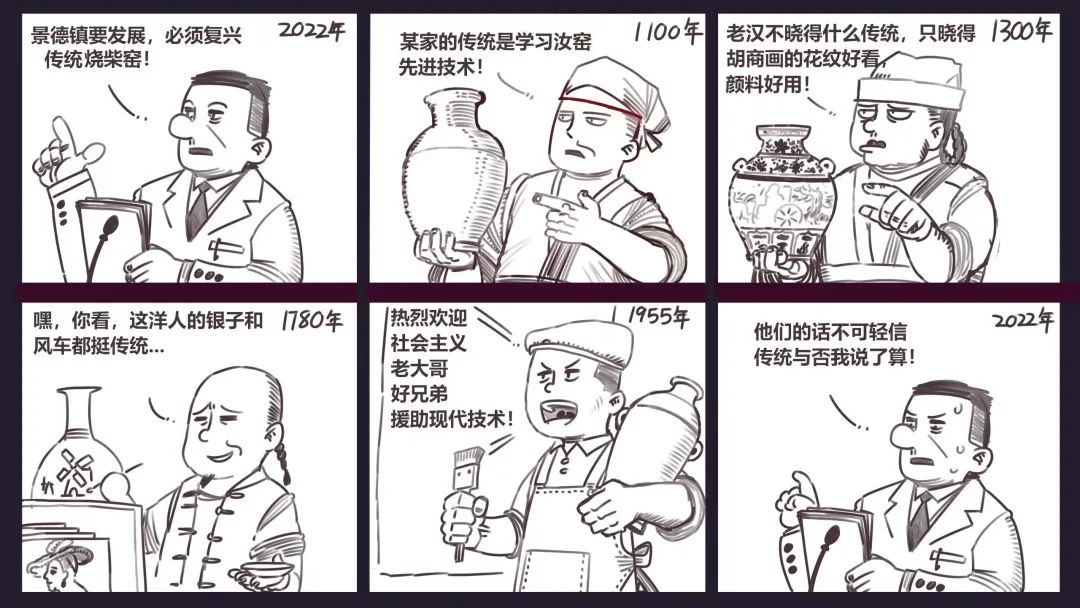 景德镇要发展，必须复兴
传统烧柴窑！
2022年
某家的传统是学习汝窑
先进技术！
1100年
老汉不晓得什么传统，只晓得
胡商画的花纹好看，
颜料好用！
1300年
嘿，你看，这洋人的银子和
风车都挺传统...
1780年
热烈欢迎
社会主义
老大哥
好兄弟
援助现代技术！
1955年
他们的话不可轻信
传统与否我说了算！
2022年